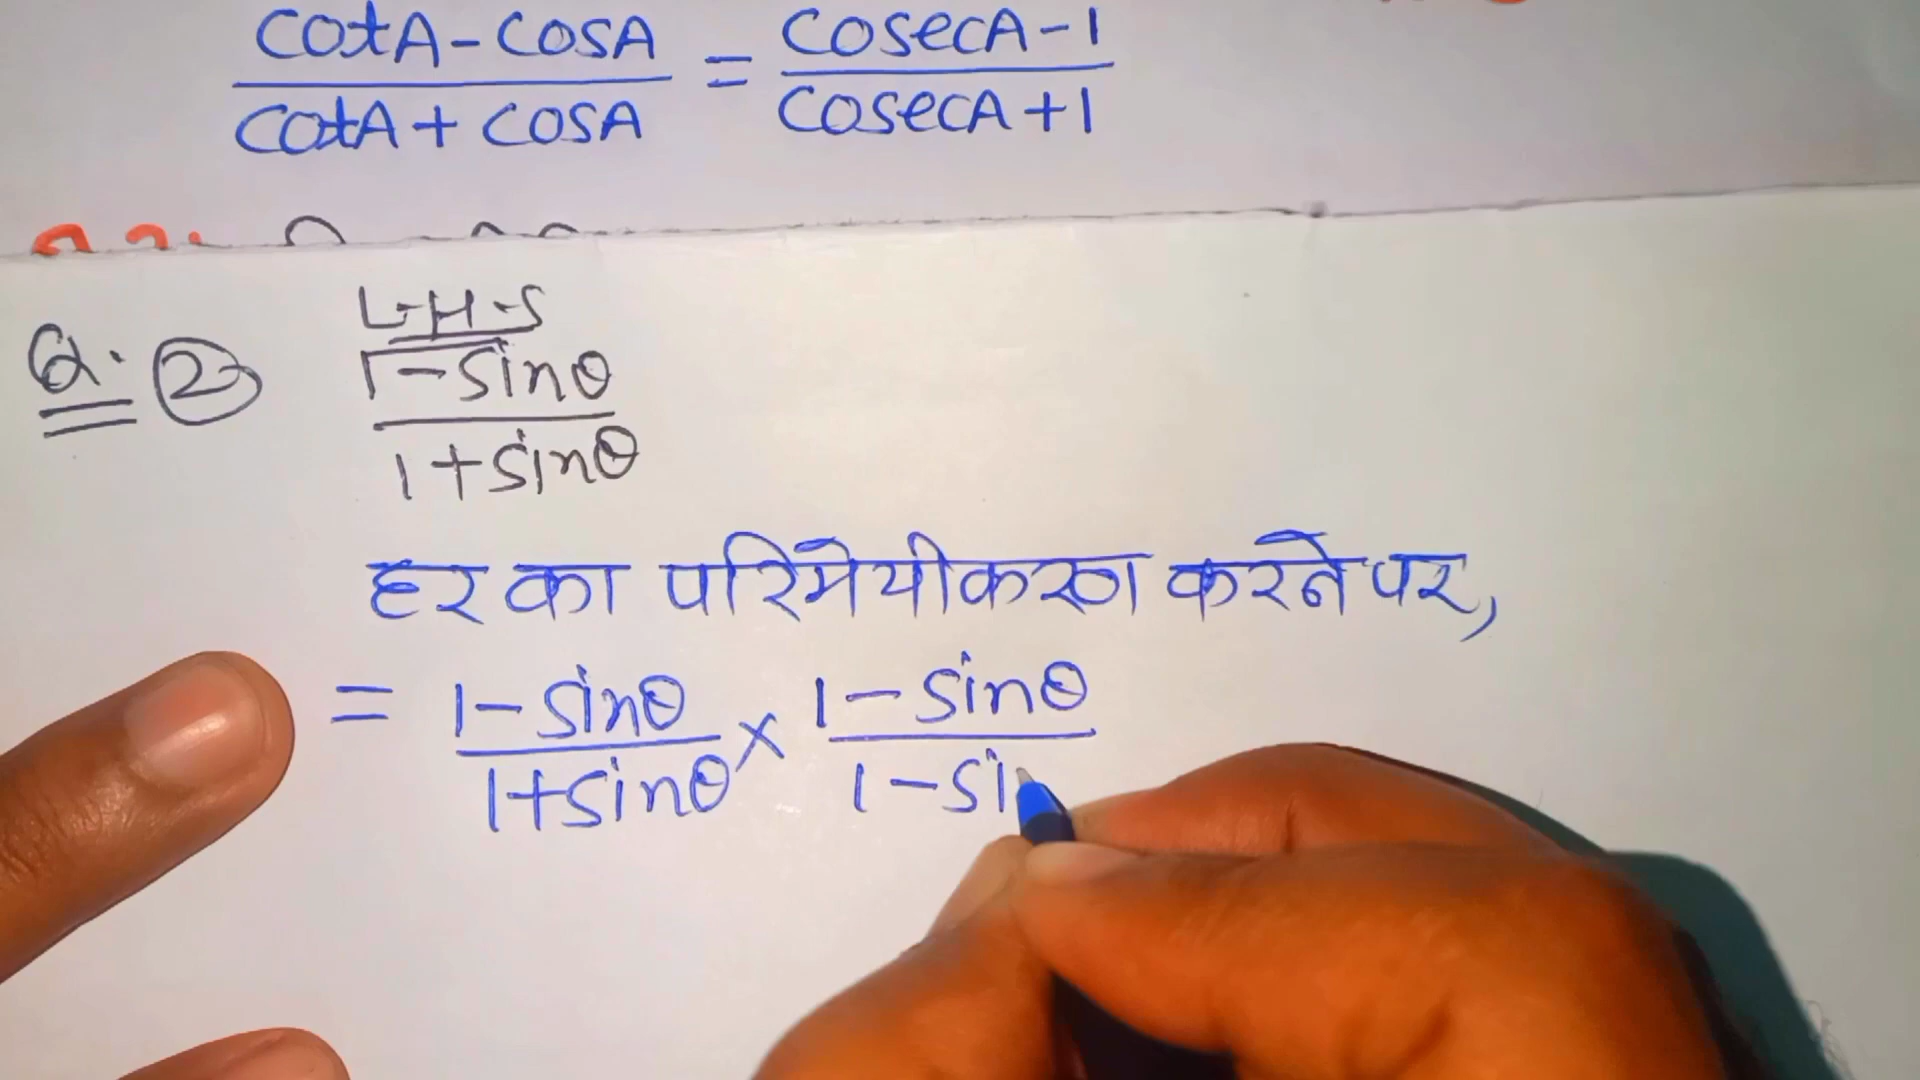 cotA-cosA / cotA+cosA = cosecA-1 / cosecA+1
Q. ② L.H.S
1-sinθ / 1+sinθ
हर का परिमेयीकरण करने पर,
= 1-sinθ / 1+sinθ × 1-sinθ / 1-si